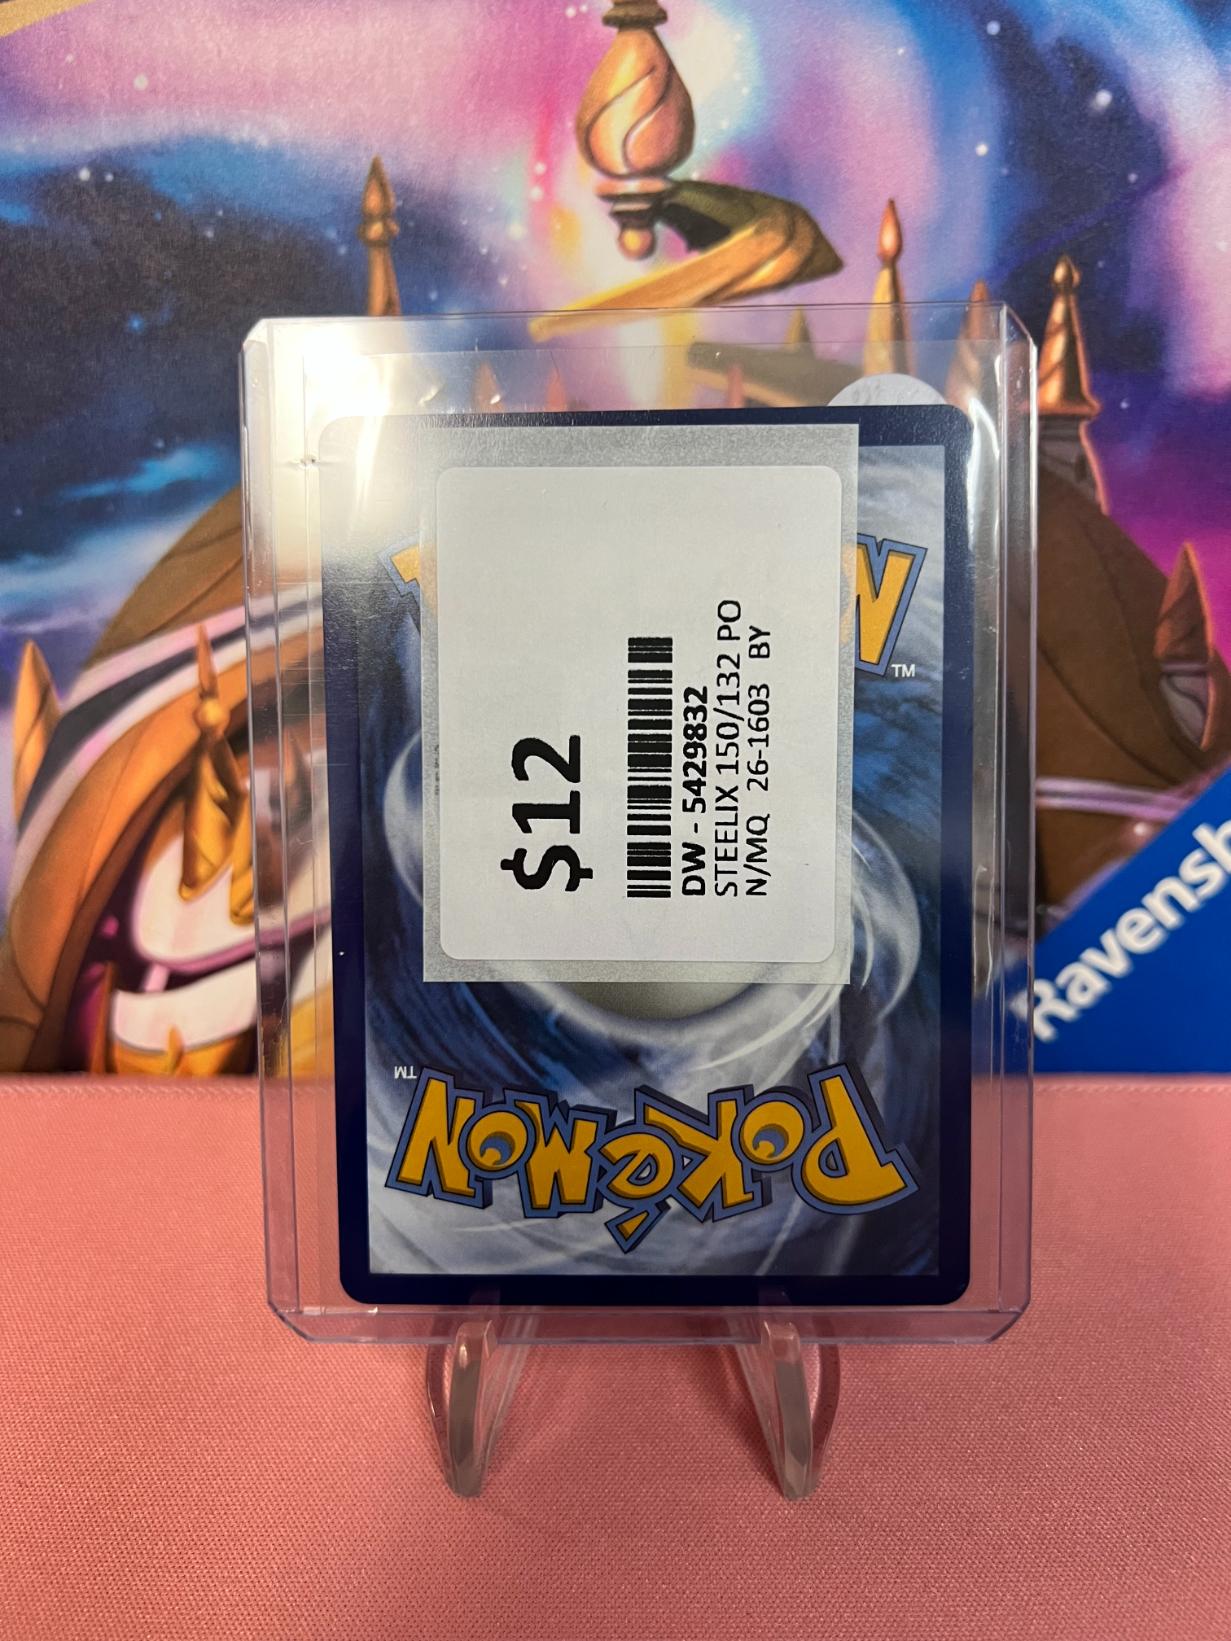 $12
DW - 5429832
STEELIX 150/132 PO
N/MQ 26-1603 BY
N
TM
Ravensb
TM
POKéMON